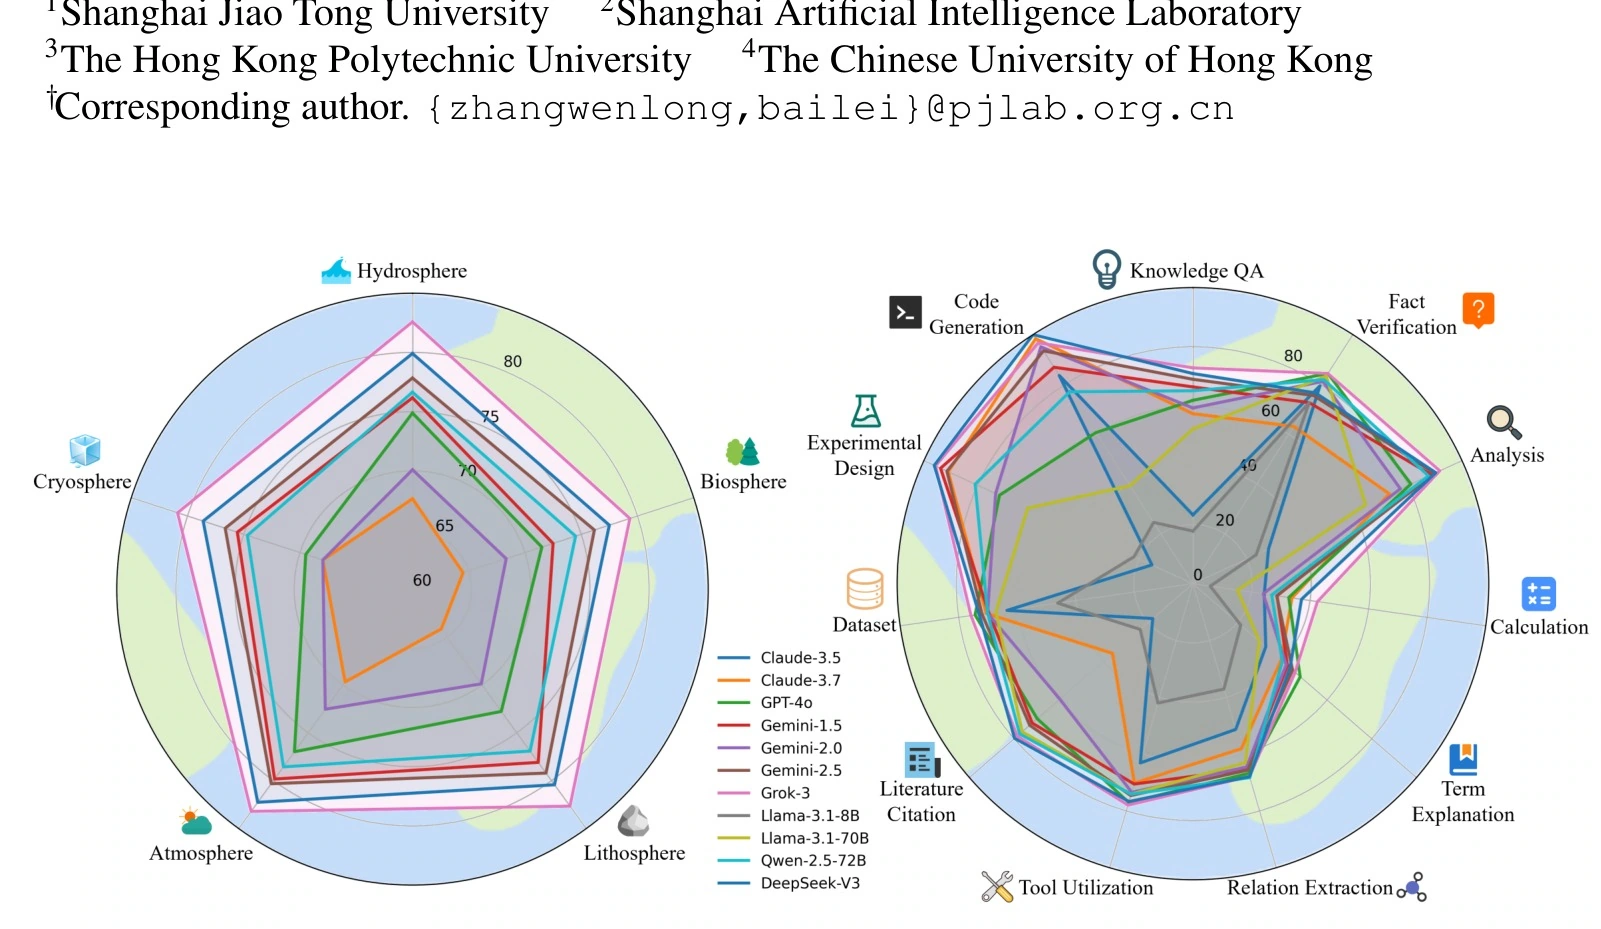 ¹Shanghai Jiao Tong University ²Shanghai Artificial Intelligence Laboratory
³The Hong Kong Polytechnic University ⁴The Chinese University of Hong Kong
†Corresponding author. {zhangwenlong,bailei}@pjlab.org.cn
Hydrosphere
Biosphere
Lithosphere
Atmosphere
Cryosphere
80
75
70
65
60
Claude-3.5
Claude-3.7
GPT-4o
Gemini-1.5
Gemini-2.0
Gemini-2.5
Grok-3
Llama-3.1-8B
Llama-3.1-70B
Qwen-2.5-72B
DeepSeek-V3
Knowledge QA
Fact
Verification
?
Analysis
Calculation
Term
Explanation
Relation Extraction
Tool Utilization
Literature
Citation
Dataset
Experimental
Design
Code
Generation
80
60
40
20
0